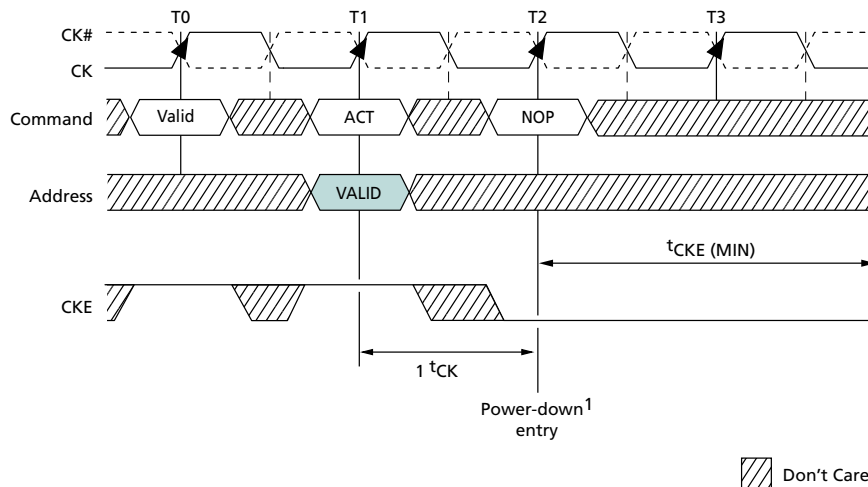 T0 T1 T2 T3
CK#
CK
Command Valid ACT NOP
Address VALID
tCKE (MIN)
CKE
1 tCK
Power-down1
entry
Don't Care